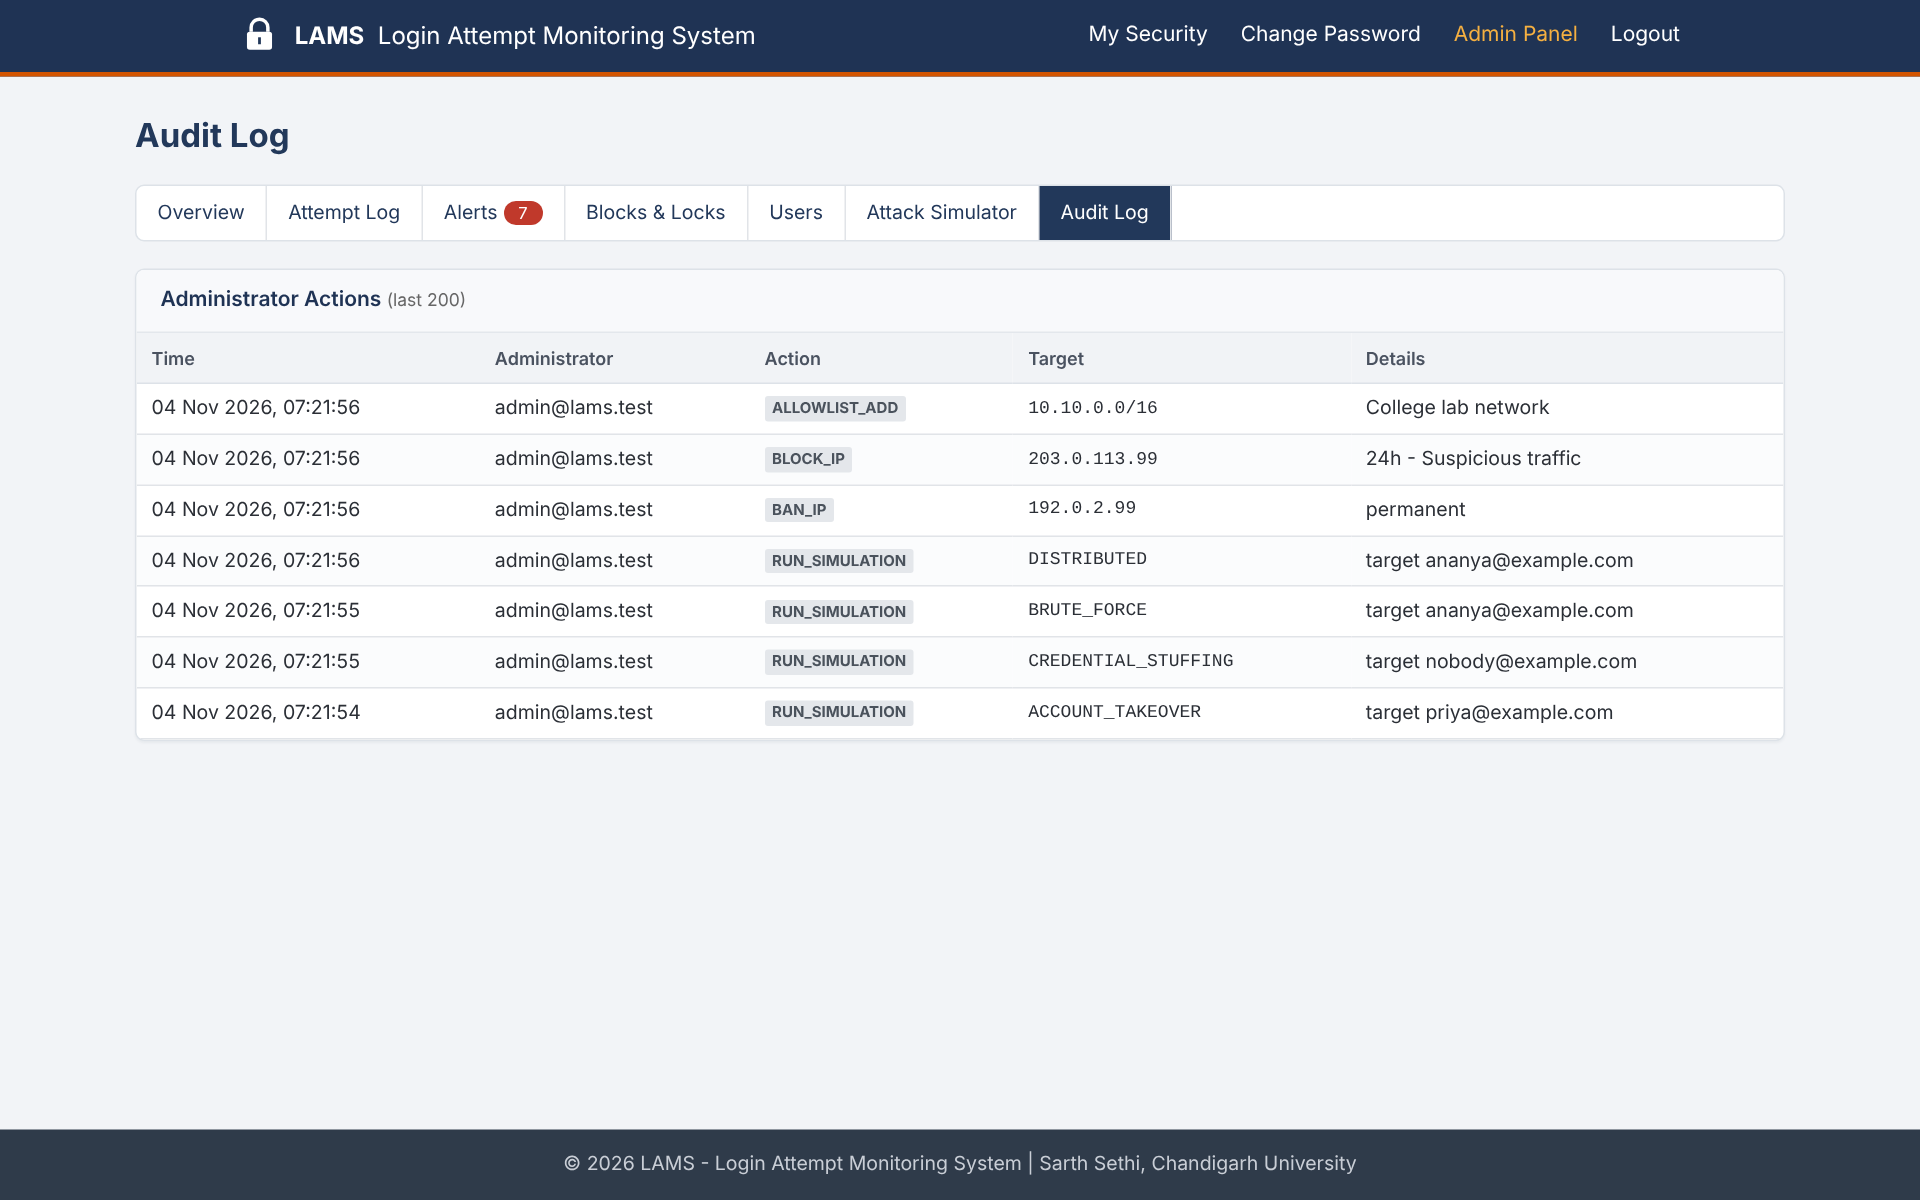 LAMS Login Attempt Monitoring System My Security Change Password Admin Panel Logout
Audit Log
Overview Attempt Log Alerts 7 Blocks & Locks Users Attack Simulator Audit Log
Administrator Actions (last 200)
Time Administrator Action Target Details
04 Nov 2026, 07:21:56 admin@lams.test ALLOWLIST_ADD 10.10.0.0/16 College lab network
04 Nov 2026, 07:21:56 admin@lams.test BLOCK_IP 203.0.113.99 24h - Suspicious traffic
04 Nov 2026, 07:21:56 admin@lams.test BAN_IP 192.0.2.99 permanent
04 Nov 2026, 07:21:56 admin@lams.test RUN_SIMULATION DISTRIBUTED target ananya@example.com
04 Nov 2026, 07:21:55 admin@lams.test RUN_SIMULATION BRUTE_FORCE target ananya@example.com
04 Nov 2026, 07:21:55 admin@lams.test RUN_SIMULATION CREDENTIAL_STUFFING target nobody@example.com
04 Nov 2026, 07:21:54 admin@lams.test RUN_SIMULATION ACCOUNT_TAKEOVER target priya@example.com
© 2026 LAMS - Login Attempt Monitoring System | Sarth Sethi, Chandigarh University